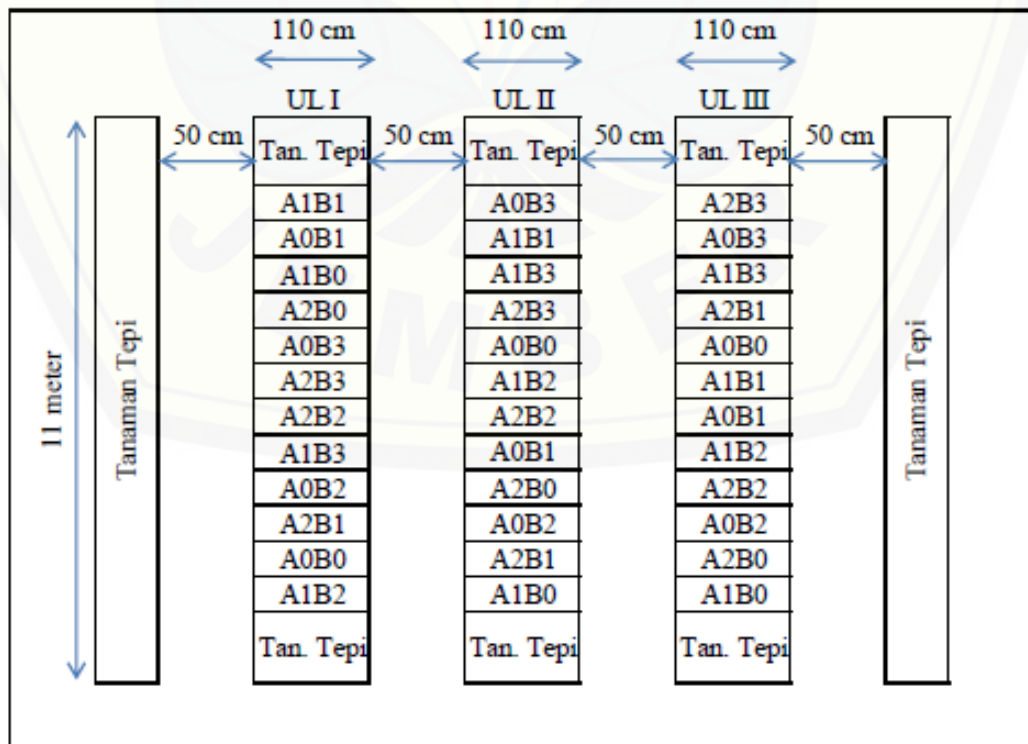 110 cm 110 cm 110 cm
UL I UL II UL III
50 cm 50 cm 50 cm 50 cm
Tan. Tepi Tan. Tepi Tan. Tepi
A1B1 A0B3 A2B3
A0B1 A1B1 A0B3
A1B0 A1B3 A1B3
A2B0 A2B3 A2B1
A0B3 A0B0 A0B0
A2B3 A1B2 A1B1
A2B2 A2B2 A0B1
A1B3 A0B1 A1B2
A0B2 A2B0 A2B2
A2B1 A0B2 A0B2
A0B0 A2B1 A2B0
A1B2 A1B0 A1B0
Tan. Tepi Tan. Tepi Tan. Tepi
11 meter
Tanaman Tepi
Tanaman Tepi
JEMBER